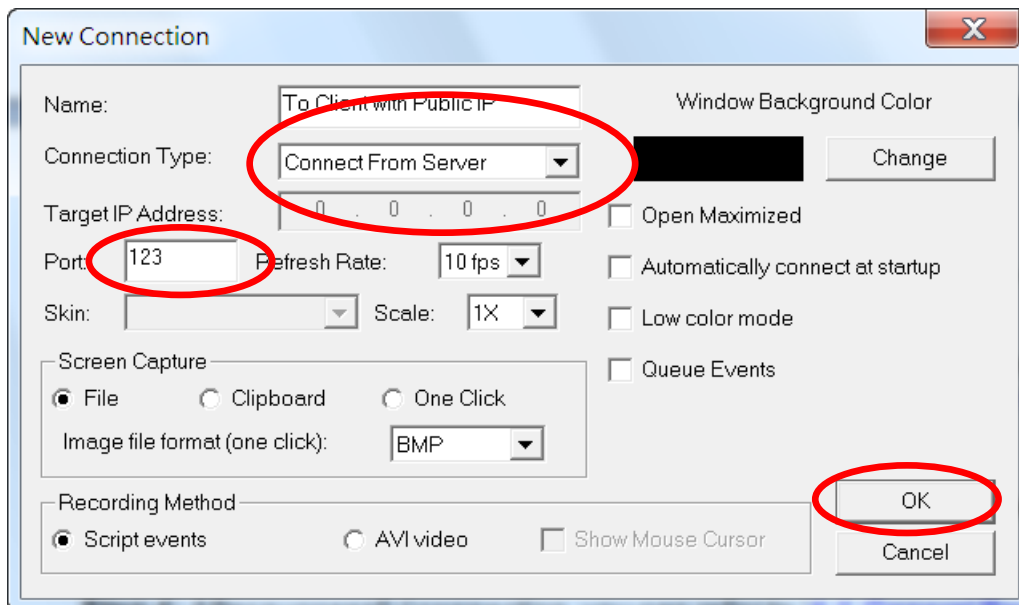 New Connection
X
Name: To Client with Public IP Window Background Color
Connection Type: Connect From Server Change
Target IP Address: 0 . 0 . 0 . 0 Open Maximized
Port: 123 Refresh Rate: 10 fps Automatically connect at startup
Skin: Scale: 1X Low color mode
Screen Capture Queue Events
File Clipboard One Click
Image file format (one click): BMP
Recording Method OK
Script events AVI video Show Mouse Cursor Cancel